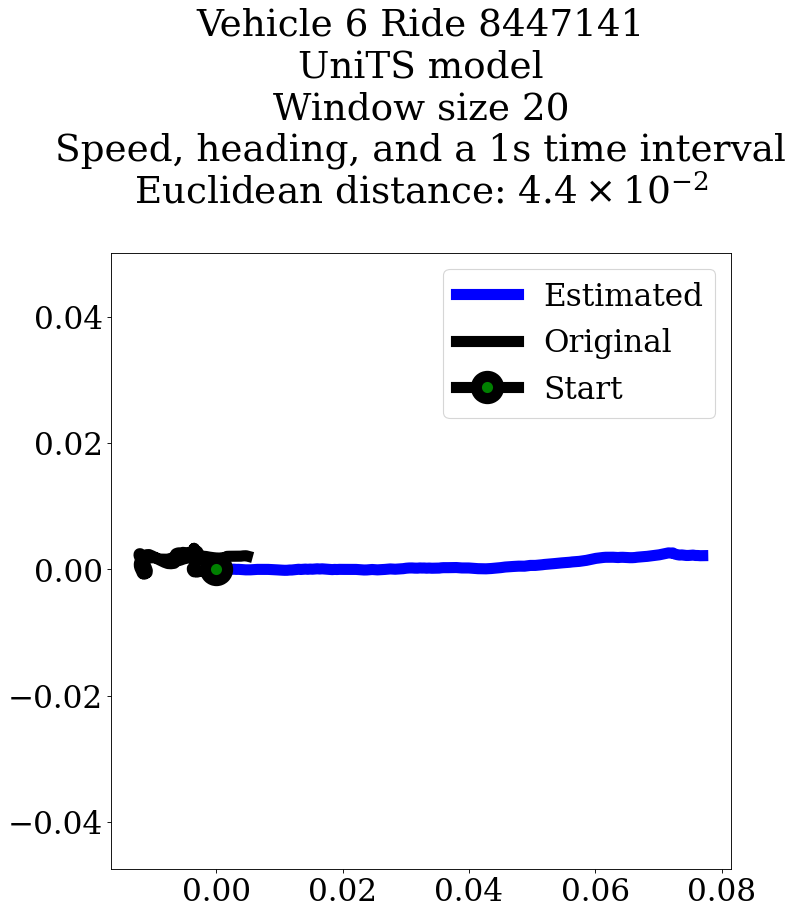 Vehicle 6 Ride 8447141
UniTS model
Window size 20
Speed, heading, and a 1s time interval
Euclidean distance: 4.4 × 10⁻²
Estimated
Original
Start
0.04
0.02
0.00
−0.02
−0.04
0.00 0.02 0.04 0.06 0.08